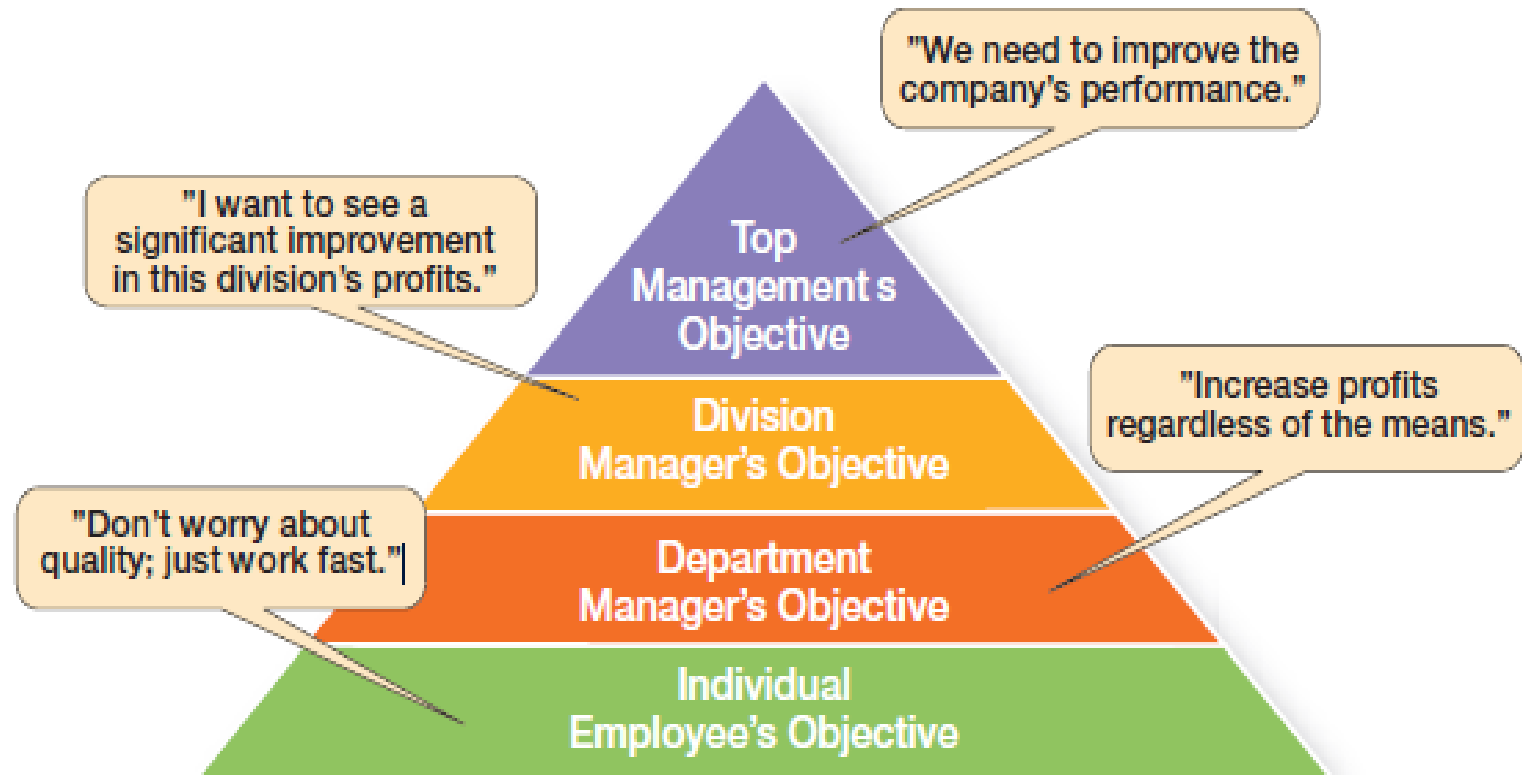 "We need to improve the
company's performance."
"I want to see a
significant improvement
in this division's profits."
Top
Management s
Objective
"Increase profits
regardless of the means."
Division
Manager's Objective
"Don't worry about
quality; just work fast."
Department
Manager's Objective
Individual
Employee's Objective